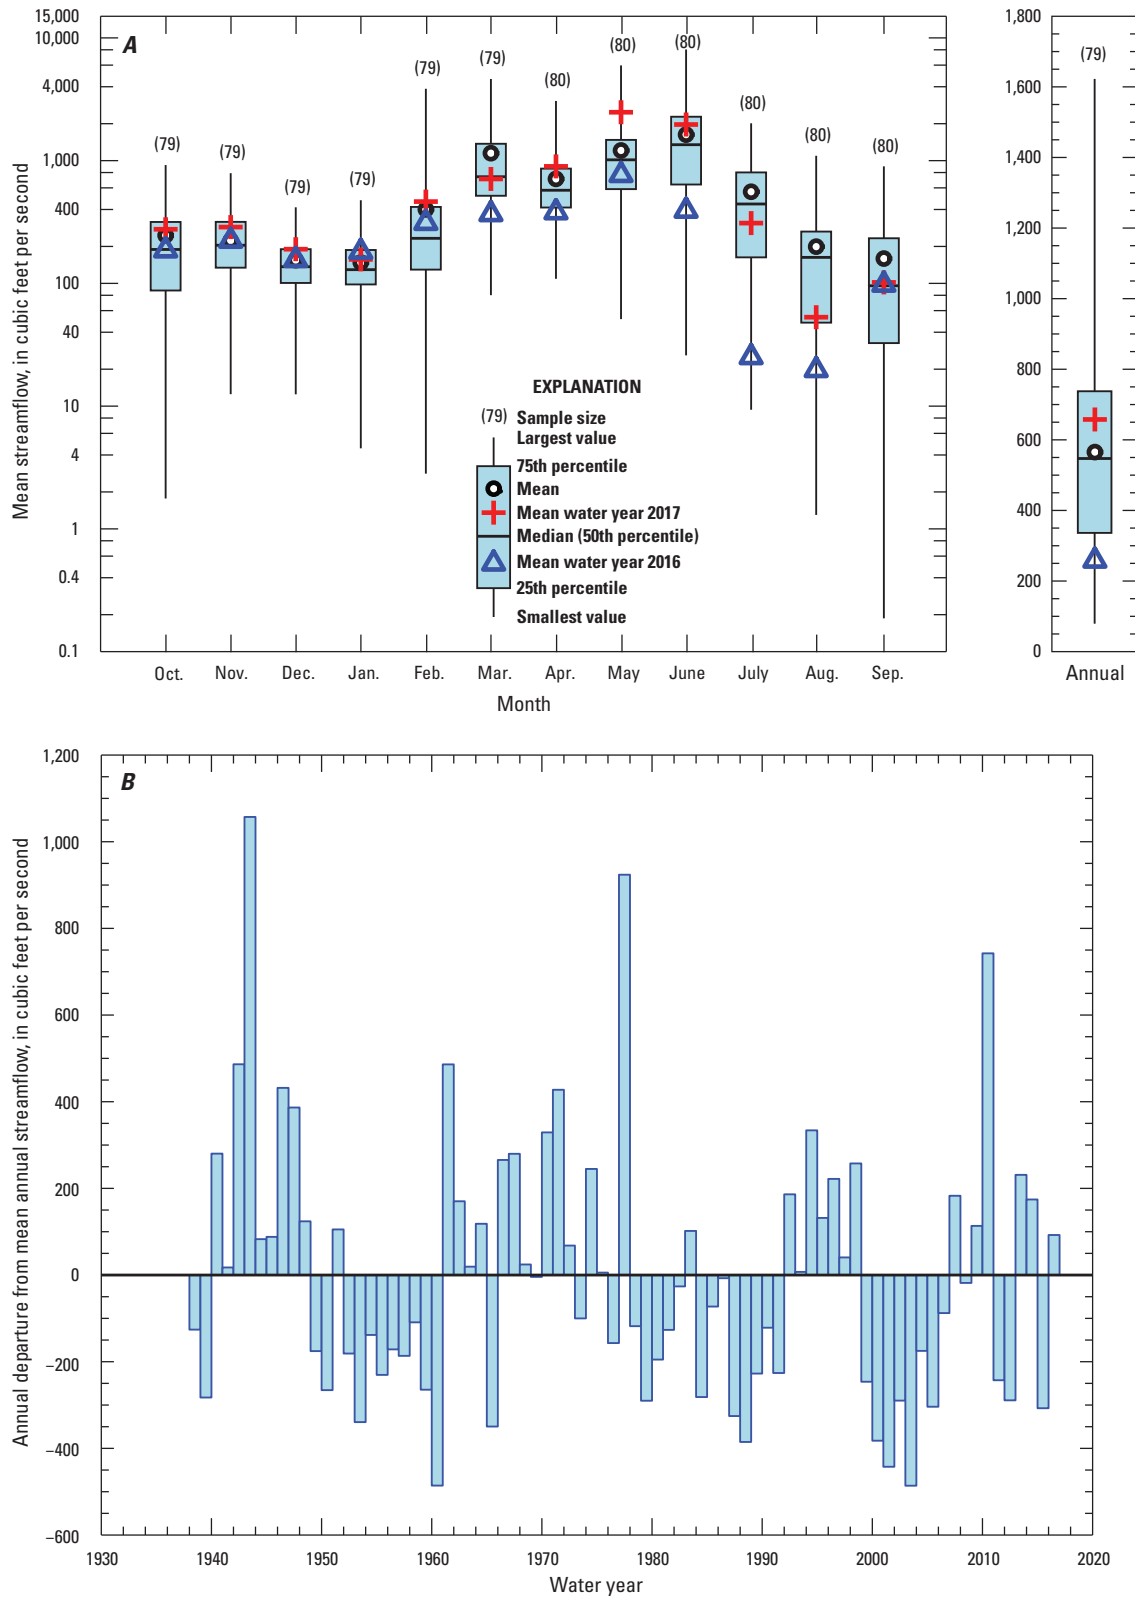 A
Mean streamflow, in cubic feet per second
15,000
10,000
4,000
1,000
400
100
40
10
4
1
0.4
0.1
(79)
(79)
(79)
(79)
(79)
(79)
(80)
(80)
(80)
(80)
(80)
(80)
EXPLANATION
(79) Sample size
Largest value
75th percentile
Mean
Mean water year 2017
Median (50th percentile)
Mean water year 2016
25th percentile
Smallest value
Oct. Nov. Dec. Jan. Feb. Mar. Apr. May June July Aug. Sep.
Month
1,800
1,600
1,400
1,200
1,000
800
600
400
200
0
(79)
Annual
B
Annual departure from mean annual streamflow, in cubic feet per second
1,200
1,000
800
600
400
200
0
−200
−400
−600
1930 1940 1950 1960 1970 1980 1990 2000 2010 2020
Water year